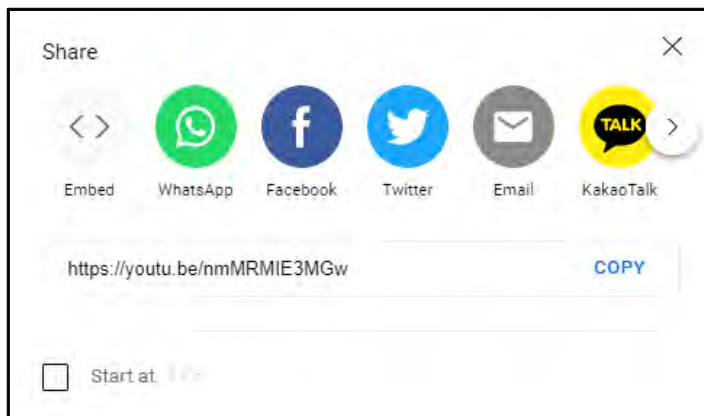 Share
TALK
Embed WhatsApp Facebook Twitter Email KakaoTalk
https://youtu.be/nmMRMIE3MGw COPY
Start at